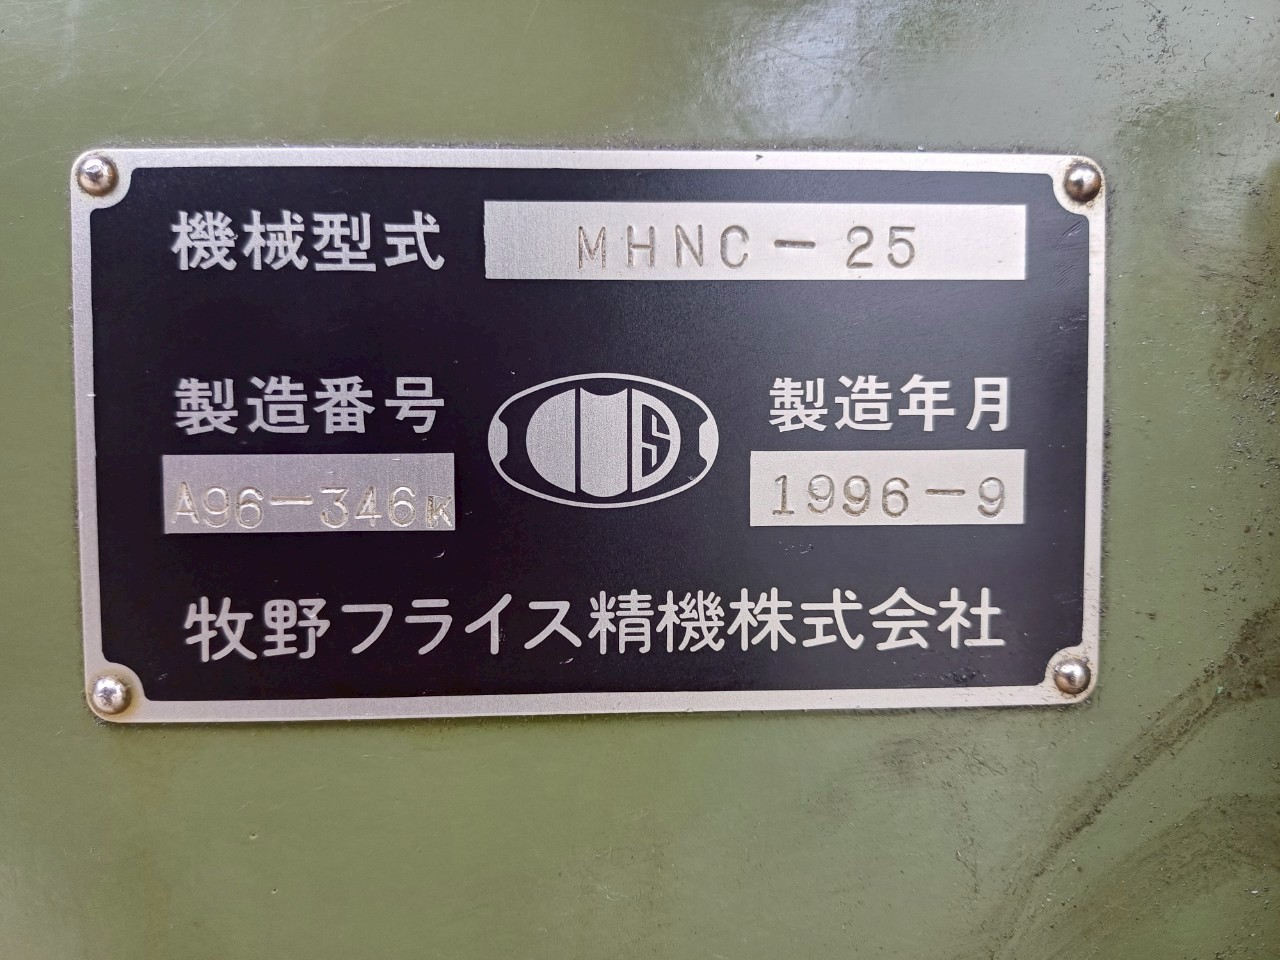 機械型式 MHNC-25
製造番号 製造年月
A96-346K 1996-9
牧野フライス精機株式会社